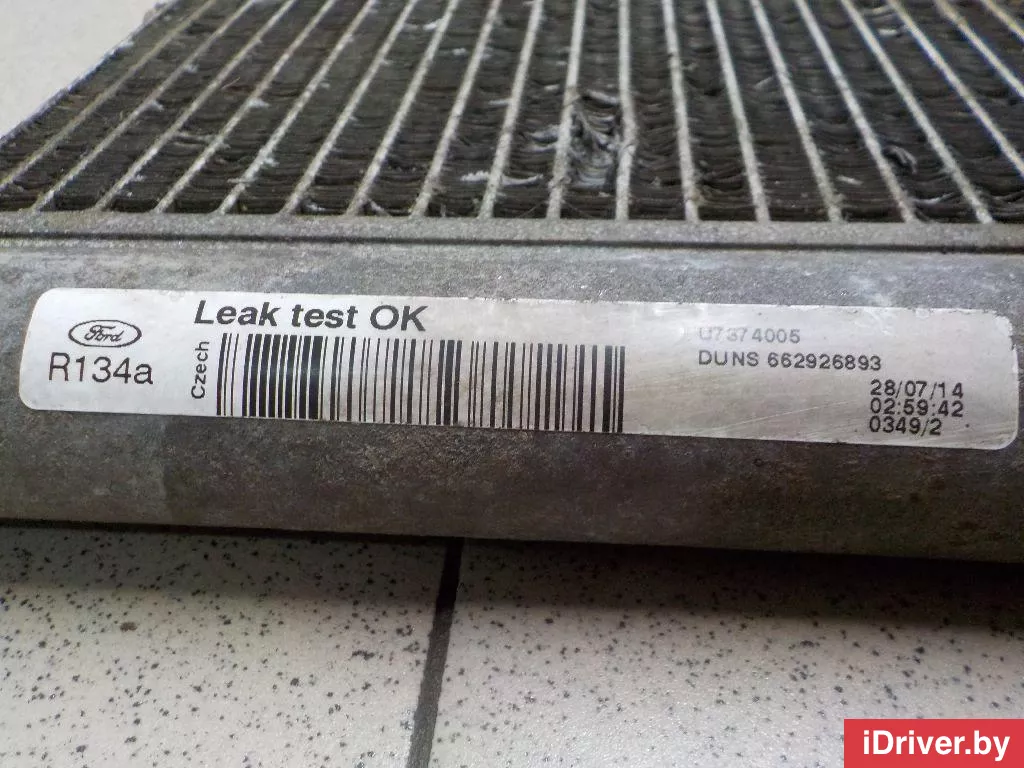 Ford
R134a
Czech
Leak test OK
U7374005
DUNS 662926893
28/07/14
02:59:42
0349/2
iDriver.by